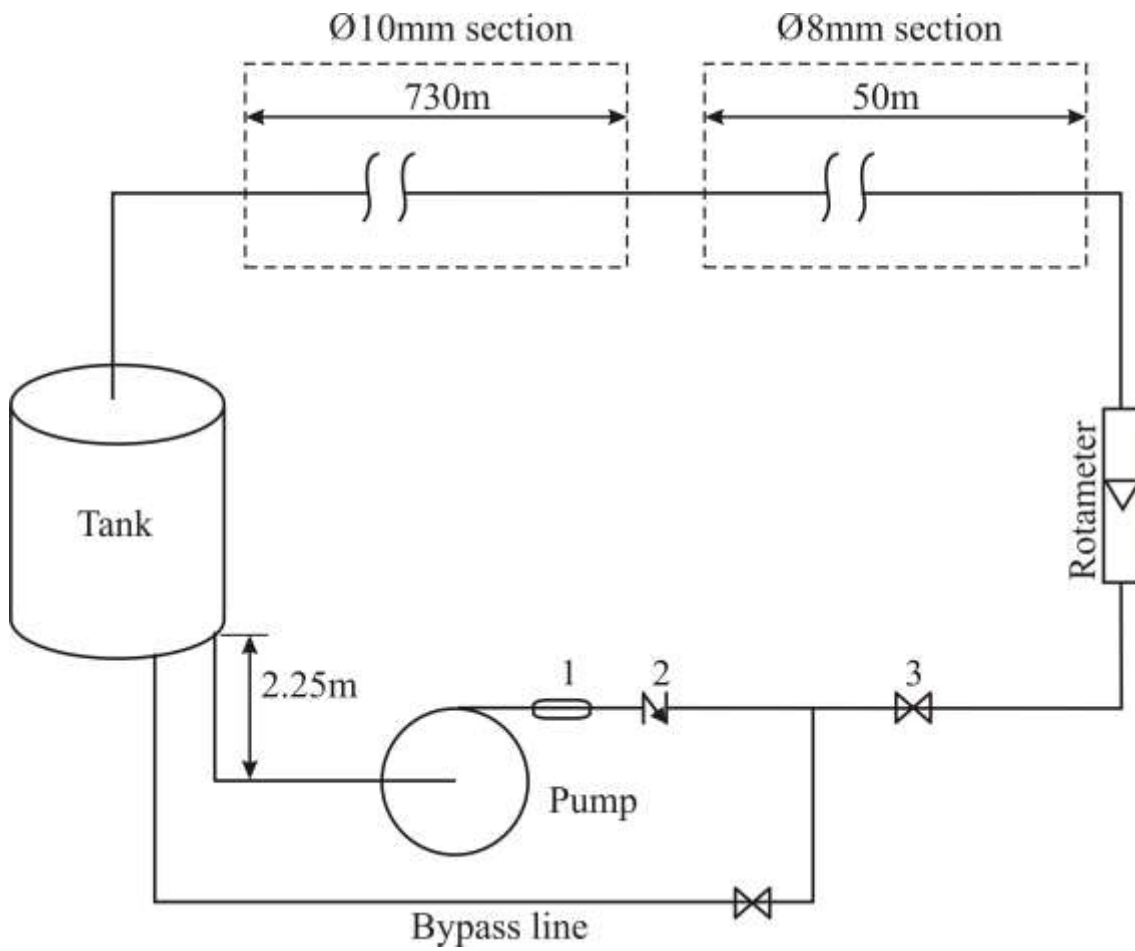 Ø10mm section
Ø8mm section
730m
50m
Tank
Rotameter
2.25m
1
2
3
Pump
Bypass line